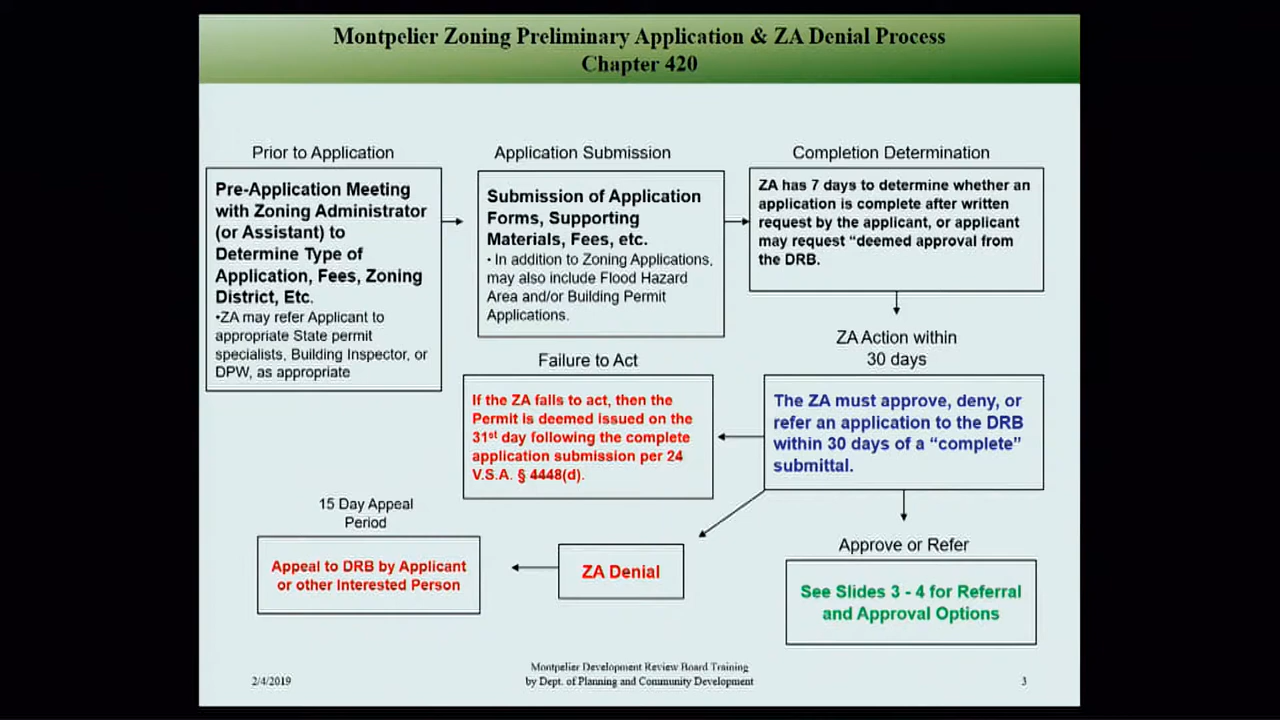 Montpelier Zoning Preliminary Application & ZA Denial Process
Chapter 420
Prior to Application
Pre-Application Meeting
with Zoning Administrator
(or Assistant) to
Determine Type of
Application, Fees, Zoning
District, Etc.
•ZA may refer Applicant to
appropriate State permit
specialists, Building Inspector, or
DPW, as appropriate
Application Submission
Submission of Application
Forms, Supporting
Materials, Fees, etc.
• In addition to Zoning Applications,
may also include Flood Hazard
Area and/or Building Permit
Applications.
Completion Determination
ZA has 7 days to determine whether an
application is complete after written
request by the applicant, or applicant
may request “deemed approval from
the DRB.
ZA Action within
30 days
The ZA must approve, deny, or
refer an application to the DRB
within 30 days of a “complete”
submittal.
Failure to Act
If the ZA fails to act, then the
Permit is deemed issued on the
31st day following the complete
application submission per 24
V.S.A. § 4448(d).
15 Day Appeal
Period
Appeal to DRB by Applicant
or other Interested Person
ZA Denial
Approve or Refer
See Slides 3 - 4 for Referral
and Approval Options
2/4/2019
Montpelier Development Review Board Training
by Dept. of Planning and Community Development
3